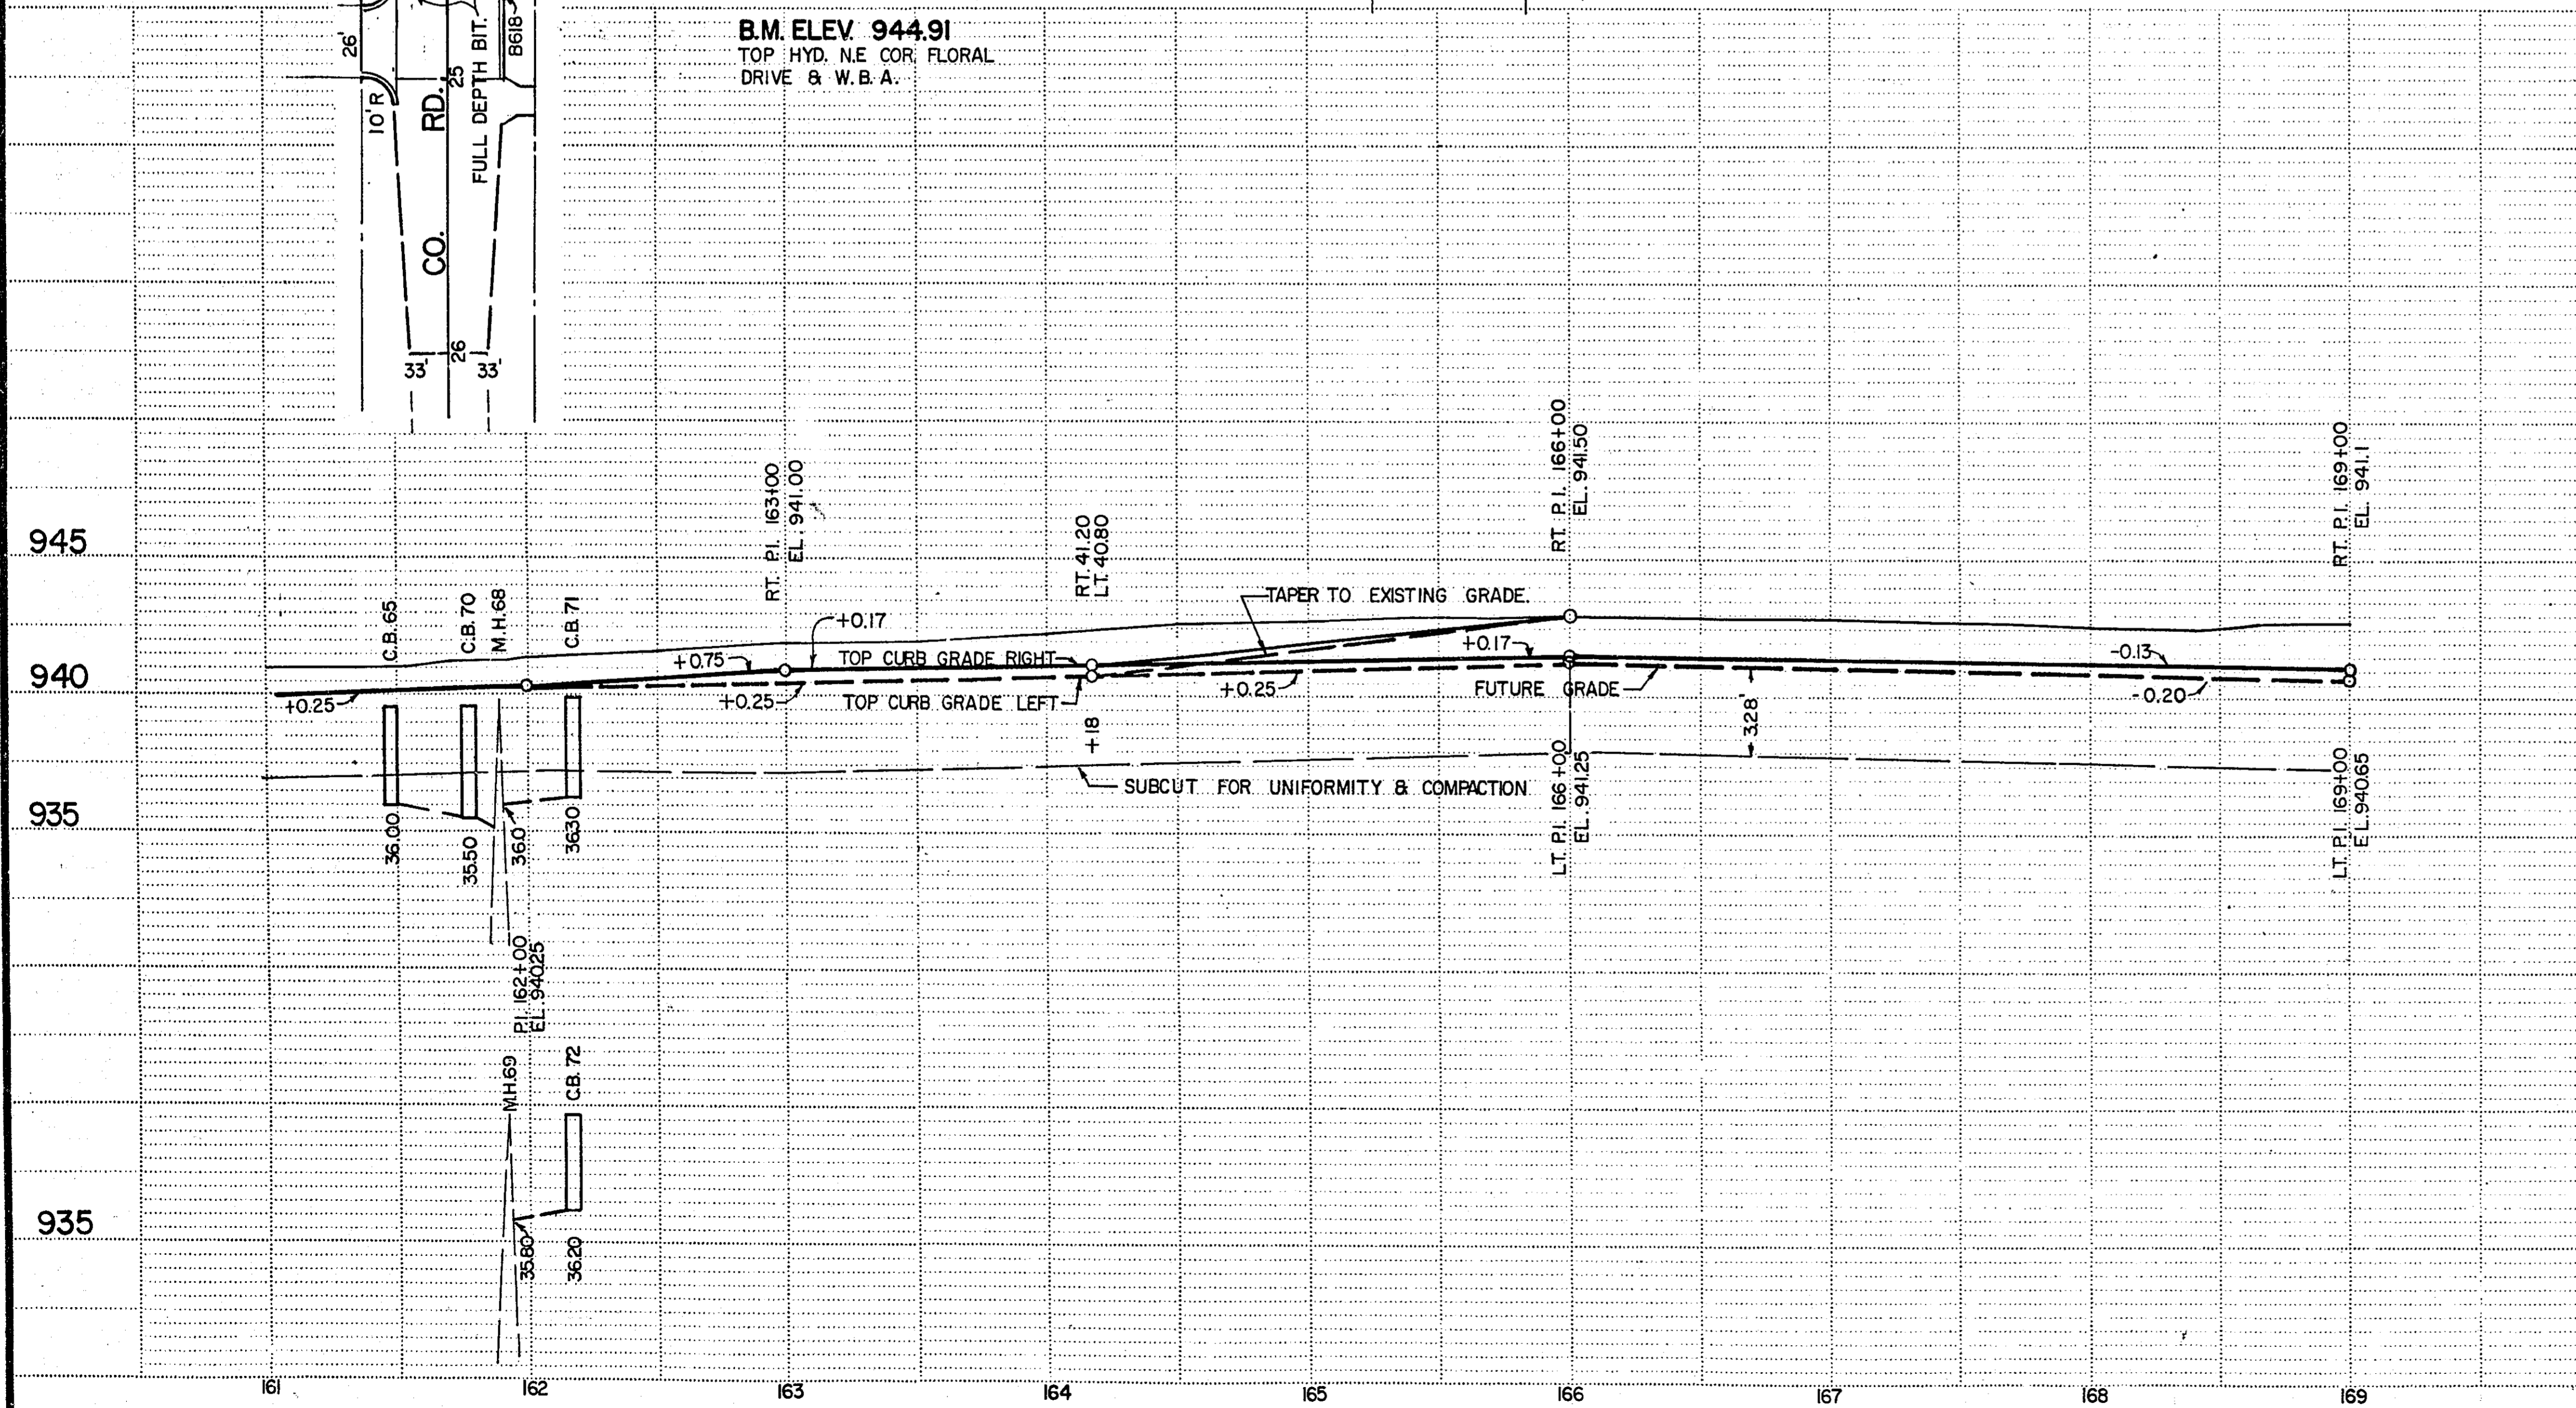 B.M. ELEV. 944.91
TOP HYD. N.E COR. FLORAL
DRIVE & W.B.A.
26'
10' R
CO. RD.
25
FULL DEPTH BIT.
B618
26
33'
33'
945
940
935
935
C.B. 65
C.B. 70
M.H. 68
C.B. 71
RT. P.I. 163+00
EL 941.00
RT. 41.20
LT. 40.80
RT. P.I. 166+00
EL. 941.50
RT. P.I. 169+00
EL. 941.1
TAPER TO EXISTING GRADE.
+0.17
+0.75
TOP CURB GRADE RIGHT
+0.17
-0.13
+0.25
+0.25
TOP CURB GRADE LEFT
+0.25
FUTURE GRADE
-0.20
3.28'
+18
SUBCUT FOR UNIFORMITY & COMPACTION
36.00
35.50
36.0
36.30
LT. P.I. 166+00
EL. 941.25
LT. P.I. 169+00
EL. 940.65
P.I. 162+00
EL. 940.25
M.H.69
C.B. 72
35.80
36.20
161 162 163 164 165 166 167 168 169